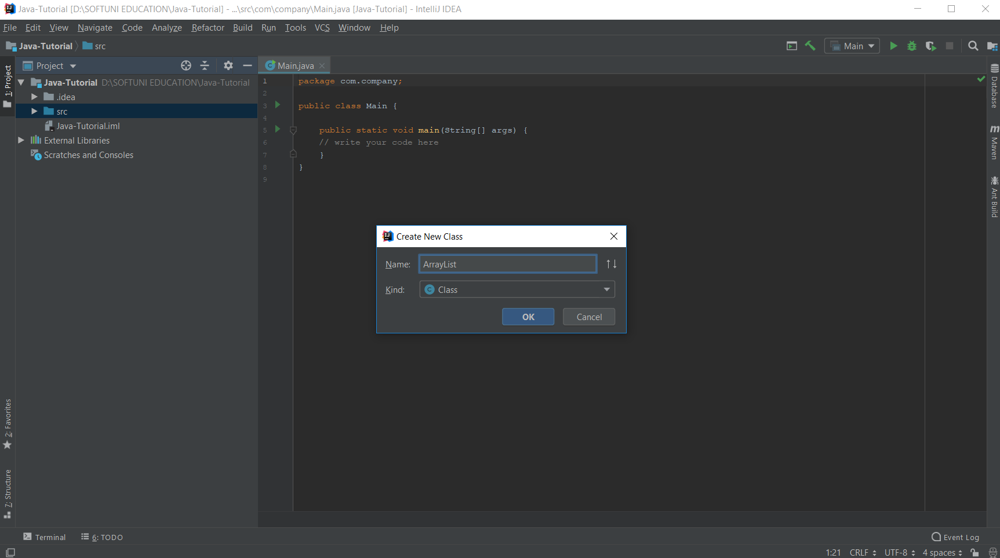 Java-Tutorial [D:\SOFTUNI EDUCATION\Java-Tutorial] - ...\src\com\company\Main.java [Java-Tutorial] - IntelliJ IDEA
File Edit View Navigate Code Analyze Refactor Build Run Tools VCS Window Help
Java-Tutorial src Main
Project Main.java
1: Project
Java-Tutorial D:\SOFTUNI EDUCATION\Java-Tutorial
.idea
src
Java-Tutorial.iml
External Libraries
Scratches and Consoles
1 package com.company;
2
3 public class Main {
4
5 public static void main(String[] args) {
6 // write your code here
7 }
8 }
9
Create New Class
Name: ArrayList
Kind: Class
OK Cancel
Database
Maven
Ant Build
2: Favorites
7: Structure
Terminal 6: TODO Event Log
1:21 CRLF UTF-8 4 spaces